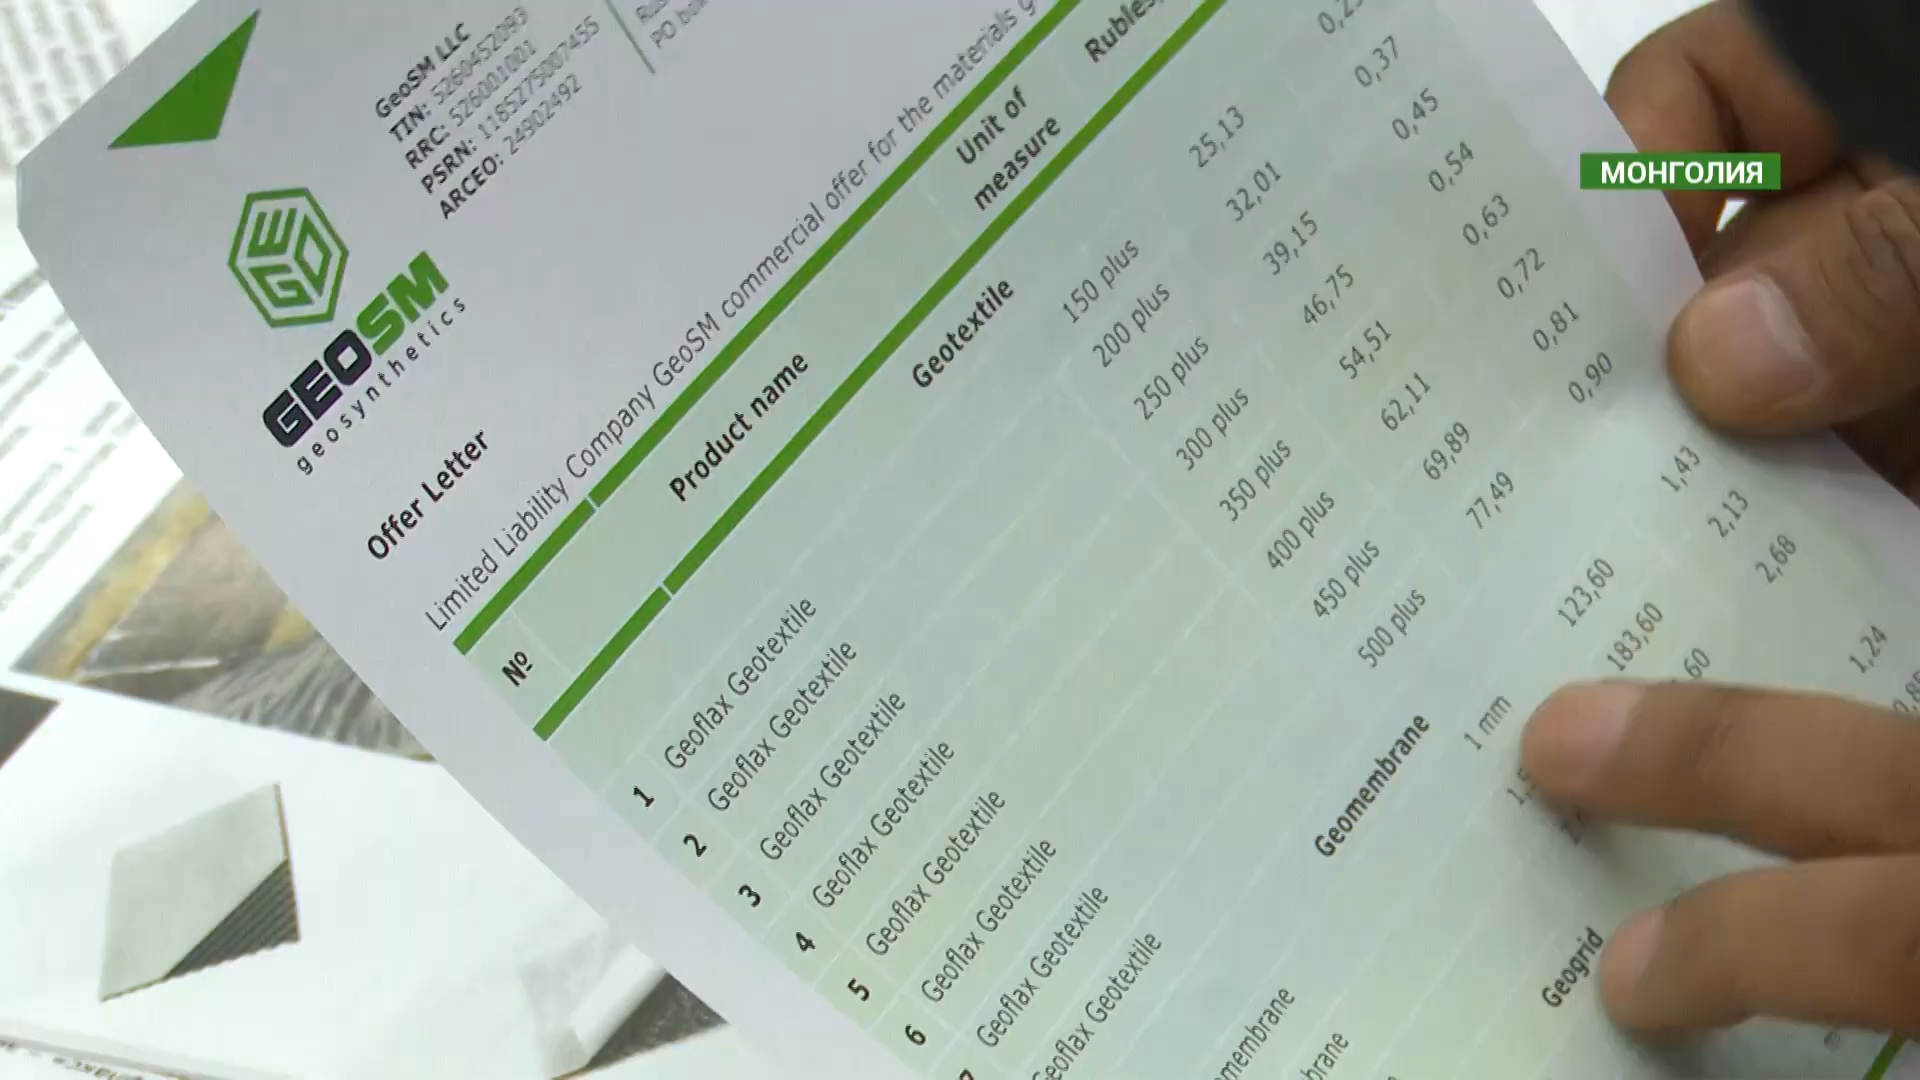 GeoSM LLC
TIN: 5260452093
RRC: 526001001
PSRN: 1185275007455
ARCEO: 24902492
PO box
GEOSM
geosynthetics
МОНГОЛИЯ
Offer Letter
Limited Liability Company GeoSM commercial offer for the materials
№ Product name Unit of measure Rubles,
Geotextile
1 Geoflax Geotextile 150 plus 25,13
2 Geoflax Geotextile 200 plus 32,01 0,37
3 Geoflax Geotextile 250 plus 39,15 0,45
4 Geoflax Geotextile 300 plus 46,75 0,54
5 Geoflax Geotextile 350 plus 54,51 0,63
6 Geoflax Geotextile 400 plus 62,11 0,72
Geoflax Geotextile 450 plus 69,89 0,81
Geotextile 500 plus 77,49 0,90
Geomembrane
1 mm 123,60 1,43
183,60 2,13
2,68
Geogrid
1,24